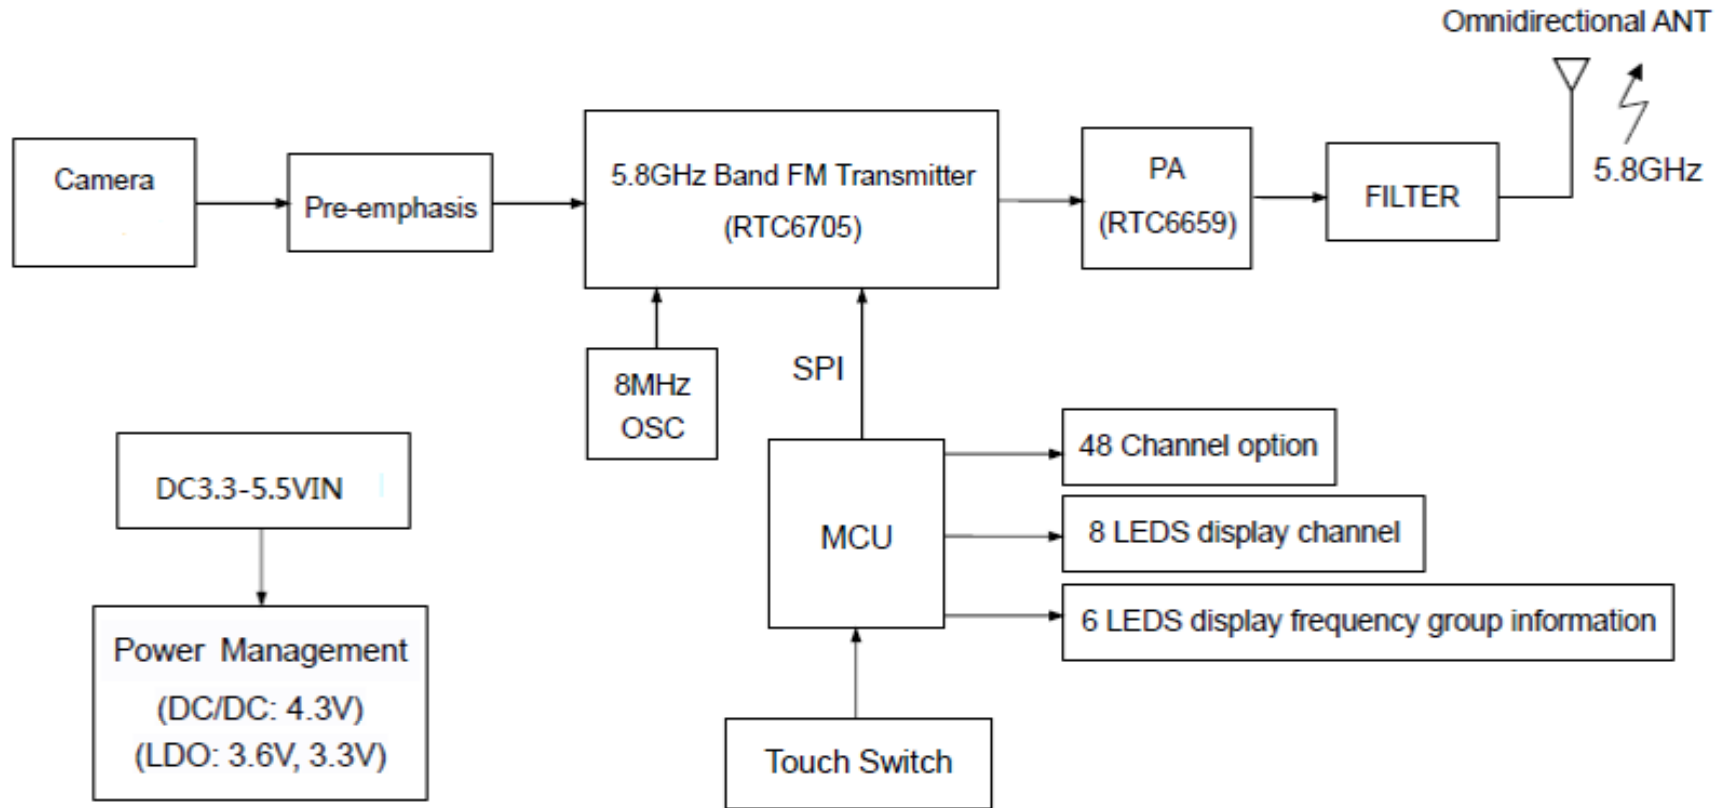 Omnidirectional ANT
Camera
Pre-emphasis
5.8GHz Band FM Transmitter
(RTC6705)
PA
(RTC6659)
FILTER
5.8GHz
8MHz
OSC
SPI
DC3.3-5.5VIN
MCU
48 Channel option
8 LEDS display channel
6 LEDS display frequency group information
Power Management
(DC/DC: 4.3V)
(LDO: 3.6V, 3.3V)
Touch Switch